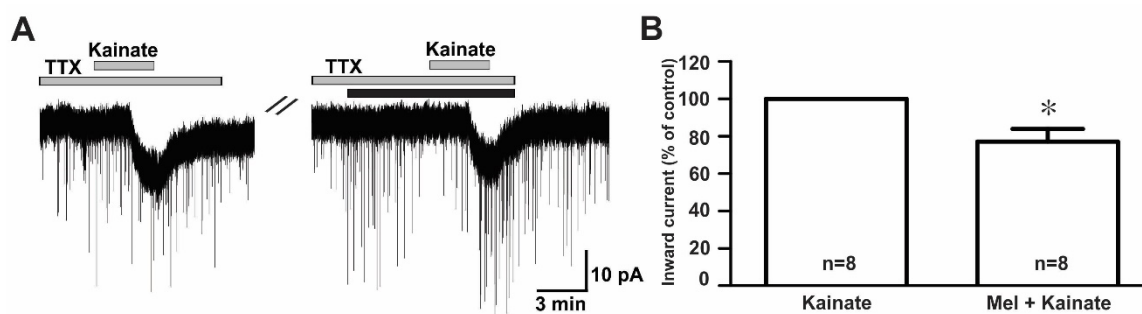 A
Kainate
TTX
Kainate
TTX
10 pA
3 min
B
Inward current (% of control)
120
100
80
60
40
20
0
*
n=8
n=8
Kainate
Mel + Kainate